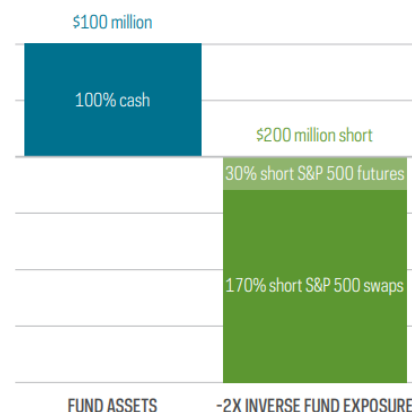 $100 million
100% cash
$200 million short
30% short S&P 500 futures
170% short S&P 500 swaps
FUND ASSETS
-2X INVERSE FUND EXPOSURE